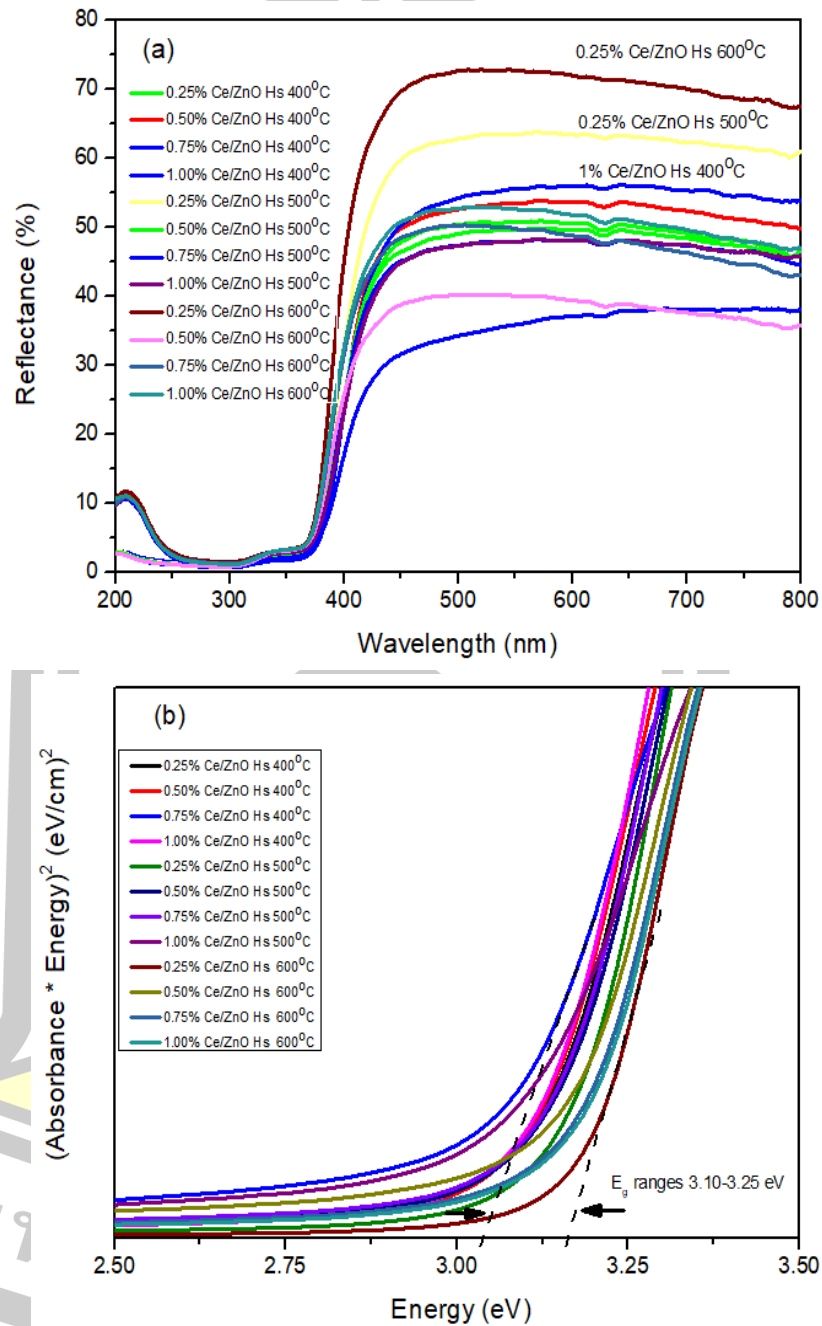 (a)
0.25% Ce/ZnO Hs 600⁰C
0.25% Ce/ZnO Hs 500⁰C
1% Ce/ZnO Hs 400⁰C
0.25% Ce/ZnO Hs 400⁰C
0.50% Ce/ZnO Hs 400⁰C
0.75% Ce/ZnO Hs 400⁰C
1.00% Ce/ZnO Hs 400⁰C
0.25% Ce/ZnO Hs 500⁰C
0.50% Ce/ZnO Hs 500⁰C
0.75% Ce/ZnO Hs 500⁰C
1.00% Ce/ZnO Hs 500⁰C
0.25% Ce/ZnO Hs 600⁰C
0.50% Ce/ZnO Hs 600⁰C
0.75% Ce/ZnO Hs 600⁰C
1.00% Ce/ZnO Hs 600⁰C
Reflectance (%)
80
70
60
50
40
30
20
10
0
200 300 400 500 600 700 800
Wavelength (nm)
(b)
0.25% Ce/ZnO Hs 400⁰C
0.50% Ce/ZnO Hs 400⁰C
0.75% Ce/ZnO Hs 400⁰C
1.00% Ce/ZnO Hs 400⁰C
0.25% Ce/ZnO Hs 500⁰C
0.50% Ce/ZnO Hs 500⁰C
0.75% Ce/ZnO Hs 500⁰C
1.00% Ce/ZnO Hs 500⁰C
0.25% Ce/ZnO Hs 600⁰C
0.50% Ce/ZnO Hs 600⁰C
0.75% Ce/ZnO Hs 600⁰C
1.00% Ce/ZnO Hs 600⁰C
(Absorbance * Energy)² (eV/cm)²
E_g ranges 3.10-3.25 eV
2.50 2.75 3.00 3.25 3.50
Energy (eV)